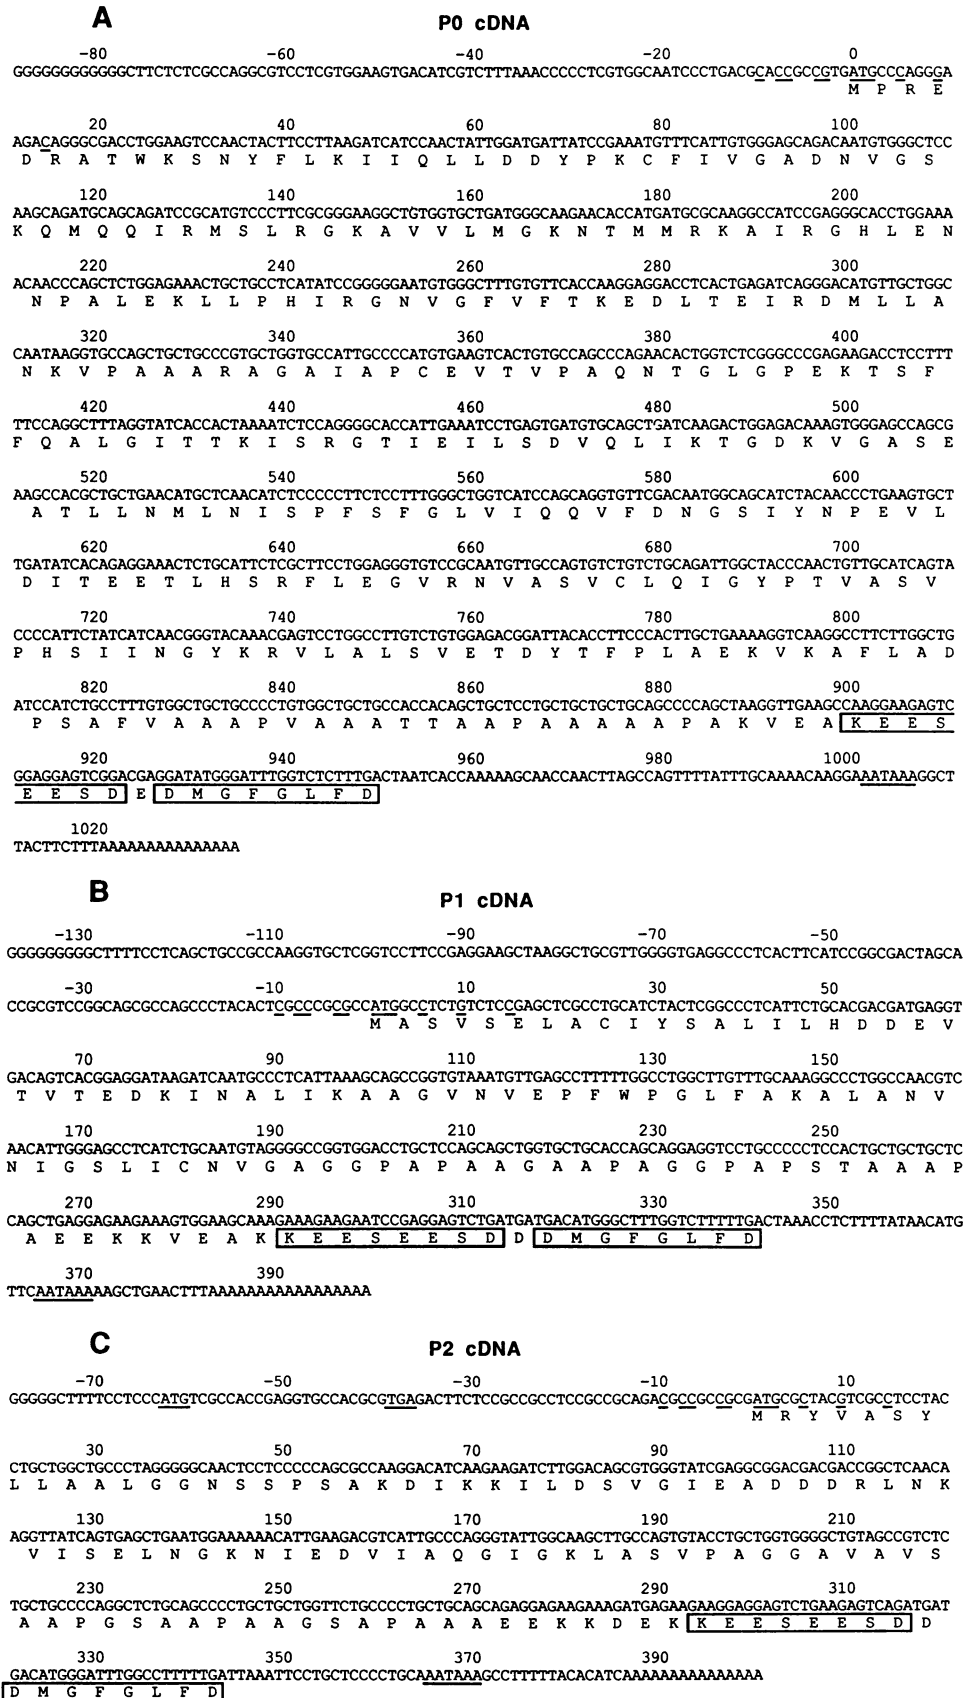 A
P0 cDNA
-80 -60 -40 -20 0
GGGGGGGGGGGGCTTCTCTCGCCAGGCGTCCTCGTGGAAGTGACATCGTCTTTAAACCCCCTCGTGGCAATCCCTGACGCACCGCCGTGATGCCCAGGGA
M P R E
20 40 60 80 100
AGACAGGGCGACCTGGAAGTCCAACTACTTCCTTAAGATCATCCAACTATTGGATGATTATCCGAAATGTTTCATTGTGGGAGCAGACAATGTGGGCTCC
D R A T W K S N Y F L K I I Q L L D D Y P K C F I V G A D N V G S
120 140 160 180 200
AAGCAGATGCAGCAGATCCGCATGTCCCTTCGCGGGAAGGCTGTGGTGCTGATGGGCAAGAACACCATGATGCGCAAGGCCATCCGAGGGCACCTGGAAA
K Q M Q Q I R M S L R G K A V V L M G K N T M M R K A I R G H L E N
220 240 260 280 300
ACAACCCAGCTCTGGAGAAACTGCTGCCTCATATCCGGGGGAATGTGGGCTTTGTGTTCACCAAGGAGGACCTCACTGAGATCAGGGACATGTTGCTGGC
N P A L E K L L P H I R G N V G F V F T K E D L T E I R D M L L A
320 340 360 380 400
CAATAAGGTGCCAGCTGCTGCCCGTGCTGGTGCCATTGCCCCATGTGAAGTCACTGTGCCAGCCCAGAACACTGGTCTCGGGCCCGAGAAGACCTCCTTT
N K V P A A A R A G A I A P C E V T V P A Q N T G L G P E K T S F
420 440 460 480 500
TTCCAGGCTTTAGGTATCACCACTAAAATCTCCAGGGGCACCATTGAAATCCTGAGTGATGTGCAGCTGATCAAGACTGGAGACAAAGTGGGAGCCAGCG
F Q A L G I T T K I S R G T I E I L S D V Q L I K T G D K V G A S E
520 540 560 580 600
AAGCCACGCTGCTGAACATGCTCAACATCTCCCCCTTCTCCTTTGGGCTGGTCATCCAGCAGGTGTTCGACAATGGCAGCATCTACAACCCTGAAGTGCT
A T L L N M L N I S P F S F G L V I Q Q V F D N G S I Y N P E V L
620 640 660 680 700
TGATATCACAGAGGAAACTCTGCATTCTCGCTTCCTGGAGGGTGTCCGCAATGTTGCCAGTGTCTGTCTGCAGATTGGCTACCCAACTGTTGCATCAGTA
D I T E E T L H S R F L E G V R N V A S V C L Q I G Y P T V A S V
720 740 760 780 800
CCCCATTCTATCATCAACGGGTACAAACGAGTCCTGGCCTTGTCTGTGGAGACGGATTACACCTTCCCACTTGCTGAAAAGGTCAAGGCCTTCTTGGCTG
P H S I I N G Y K R V L A L S V E T D Y T F P L A E K V K A F L A D
820 840 860 880 900
ATCCATCTGCCTTTGTGGCTGCTGCCCCTGTGGCTGCTGCCACCACAGCTGCTCCTGCTGCTGCTGCAGCCCCAGCTAAGGTTGAAGCCAAGGAAGAGTC
P S A F V A A A P V A A A T T A A P A A A A A P A K V E A K E E S
920 940 960 980 1000
GGAGGAGTCGGACGAGGATATGGGATTTGGTCTCTTTGACTAATCACCAAAAAGCAACCAACTTAGCCAGTTTTATTTGCAAAACAAGGAAATAAAGGCT
E E S D E D M G F G L F D
1020
TACTTCTTTAAAAAAAAAAAAAAAA
B
P1 cDNA
-130 -110 -90 -70 -50
GGGGGGGGGGCTTTTCCTCAGCTGCCGCCAAGGTGCTCGGTCCTTCCGAGGAAGCTAAGGCTGCGTTGGGGTGAGGCCCTCACTTCATCCGGCGACTAGCA
-30 -10 10 30 50
CCGCGTCCGGCAGCGCCAGCCCTACACTCGCCCGCGCCATGGCCTCTGTCTCCGAGCTCGCCTGCATCTACTCGGCCCTCATTCTGCACGACGATGAGGT
M A S V S E L A C I Y S A L I L H D D E V
70 90 110 130 150
GACAGTCACGGAGGATAAGATCAATGCCCTCATTAAAGCAGCCGGTGTAAATGTTGAGCCTTTTTGGCCTGGCTTGTTTGCAAAGGCCCTGGCCAACGTC
T V T E D K I N A L I K A A G V N V E P F W P G L F A K A L A N V
170 190 210 230 250
AACATTGGGAGCCTCATCTGCAATGTAGGGGCCGGTGGACCTGCTCCAGCAGCTGGTGCTGCACCAGCAGGAGGTCCTGCCCCCTCCACTGCTGCTGCTC
N I G S L I C N V G A G G P A P A A G A A P A G G P A P S T A A A P
270 290 310 330 350
CAGCTGAGGAGAAGAAAGTGGAAGCAAAGAAAGAAGAATCCGAGGAGTCTGATGATGACATGGGCTTTGGTCTTTTTGACTAAACCTCTTTTATAACATG
A E E K K V E A K K E E S E E S D D D M G F G L F D
370 390
TTCAATAAAAAGCTGAACTTTAAAAAAAAAAAAAAAAA
C
P2 cDNA
-70 -50 -30 -10 10
GGGGGCTTTTCCTCCCATGTCGCCACCGAGGTGCCACGCGTGAGACTTCTCCGCCGCCTCCGCCGCAGACGCCGCCGCGATGCGCTACGTCGCCTCCTAC
M R Y V A S Y
30 50 70 90 110
CTGCTGGCTGCCCTAGGGGGCAACTCCTCCCCCAGCGCCAAGGACATCAAGAAGATCTTGGACAGCGTGGGTATCGAGGCGGACGACGACCGGCTCAACA
L L A A L G G N S S P S A K D I K K I L D S V G I E A D D D R L N K
130 150 170 190 210
AGGTTATCAGTGAGCTGAATGGAAAAAACATTGAAGACGTCATTGCCCAGGGTATTGGCAAGCTTGCCAGTGTACCTGCTGGTGGGGCTGTAGCCGTCTC
V I S E L N G K N I E D V I A Q G I G K L A S V P A G G A V A V S
230 250 270 290 310
TGCTGCCCCAGGCTCTGCAGCCCCTGCTGCTGGTTCTGCCCCTGCTGCAGCAGAGGAGAAGAAAGATGAGAAGAAGGAGGAGTCTGAAGAGTCAGATGAT
A A P G S A A P A A G S A P A A A E E K K D E K K E E S E E S D D
330 350 370 390
GACATGGGATTTGGCCTTTTTGATTAAATTCCTGCTCCCCTGCAAATAAAGCCTTTTTACACATCAAAAAAAAAAAAAAA
D M G F G L F D